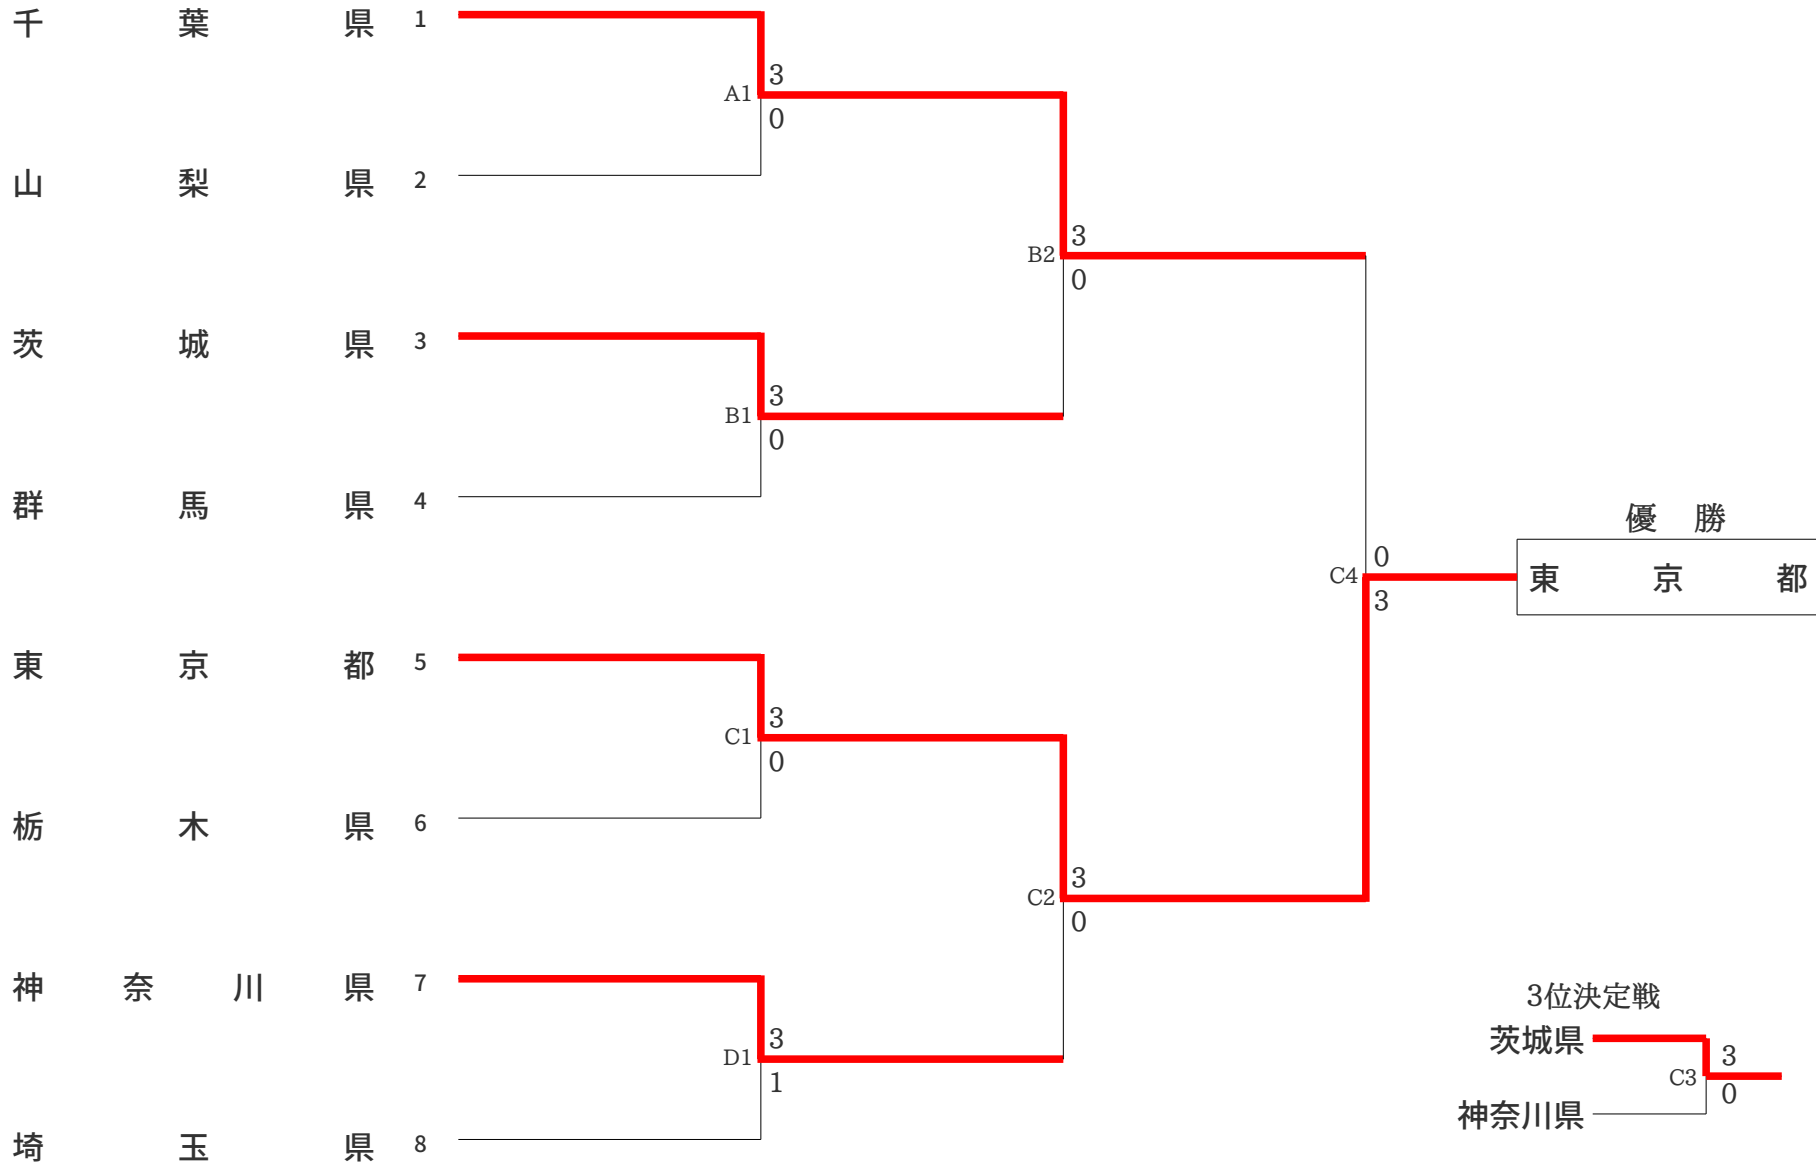 千葉県 1
3
A1
0
山梨県 2
3
B2
0
茨城県 3
3
B1
0
群馬県 4
優勝
0
C4
東京都
3
東京都 5
3
C1
0
栃木県 6
3
C2
0
神奈川県 7
3
D1
1
埼玉県 8
3位決定戦
茨城県
3
C3
0
神奈川県